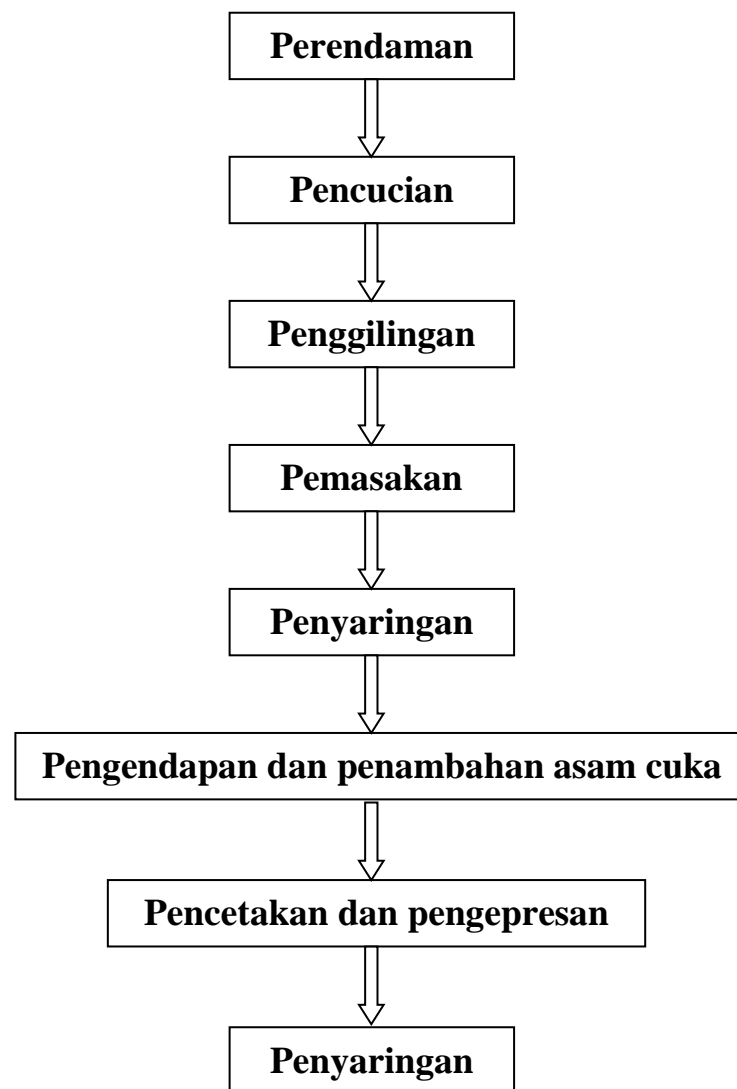 Perendaman
Pencucian
Penggilingan
Pemasakan
Penyaringan
Pengendapan dan penambahan asam cuka
Pencetakan dan pengepresan
Penyaringan